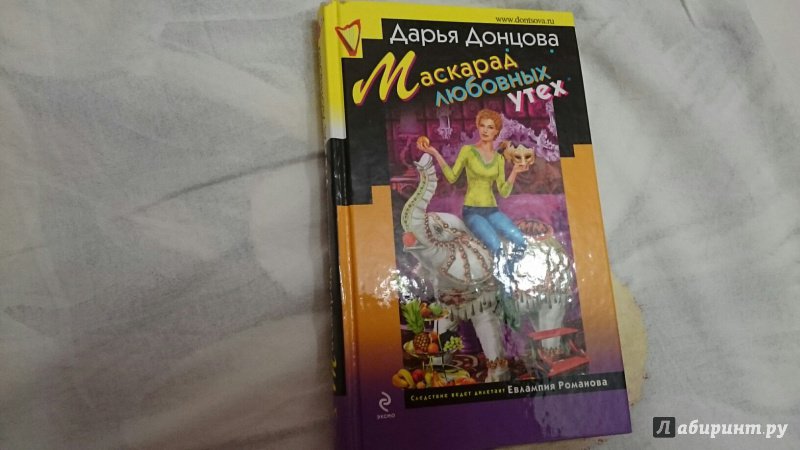 www.dontsova.ru
Дарья Донцова
Маскарад
любовных
утех
Следствие ведет дилетант Евлампия Романова
эксмо
Лабиринт.ру